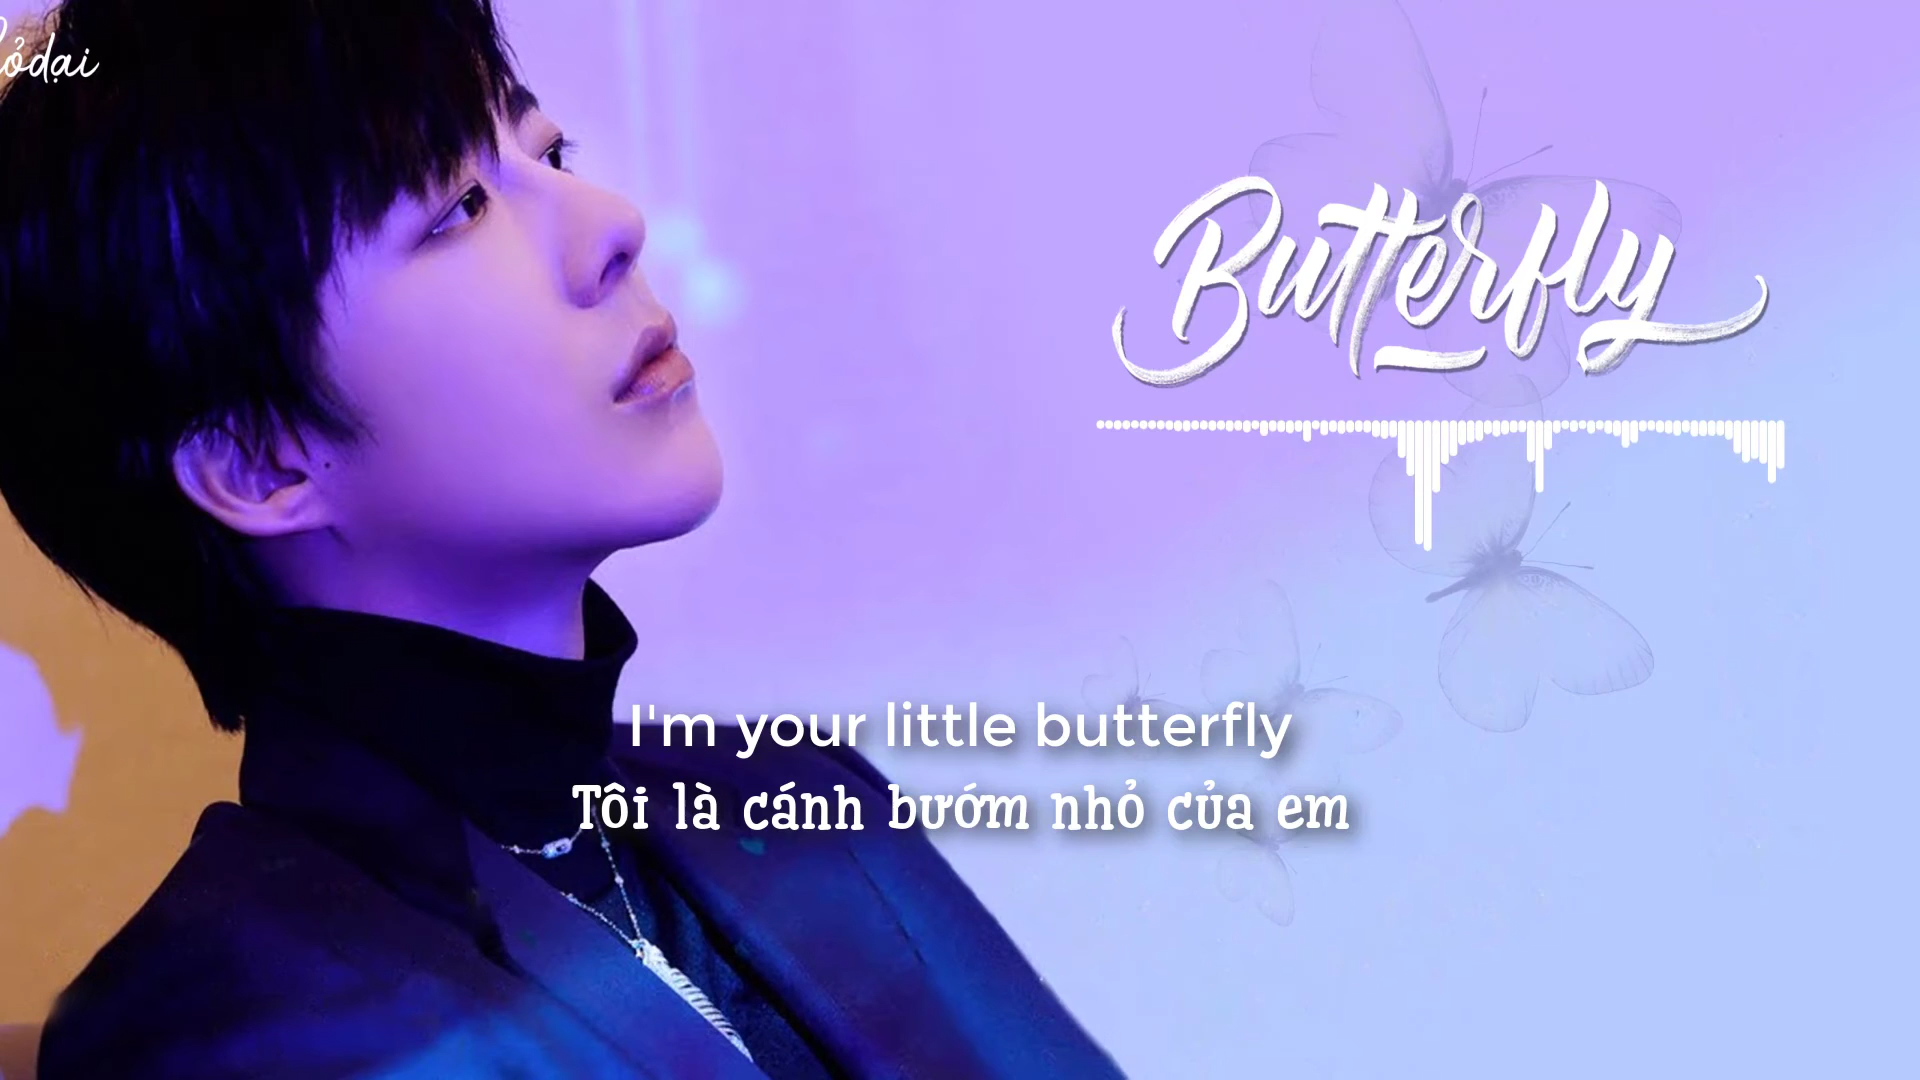 Butterfly
I'm your little butterfly
Tôi là cánh bướm nhỏ của em